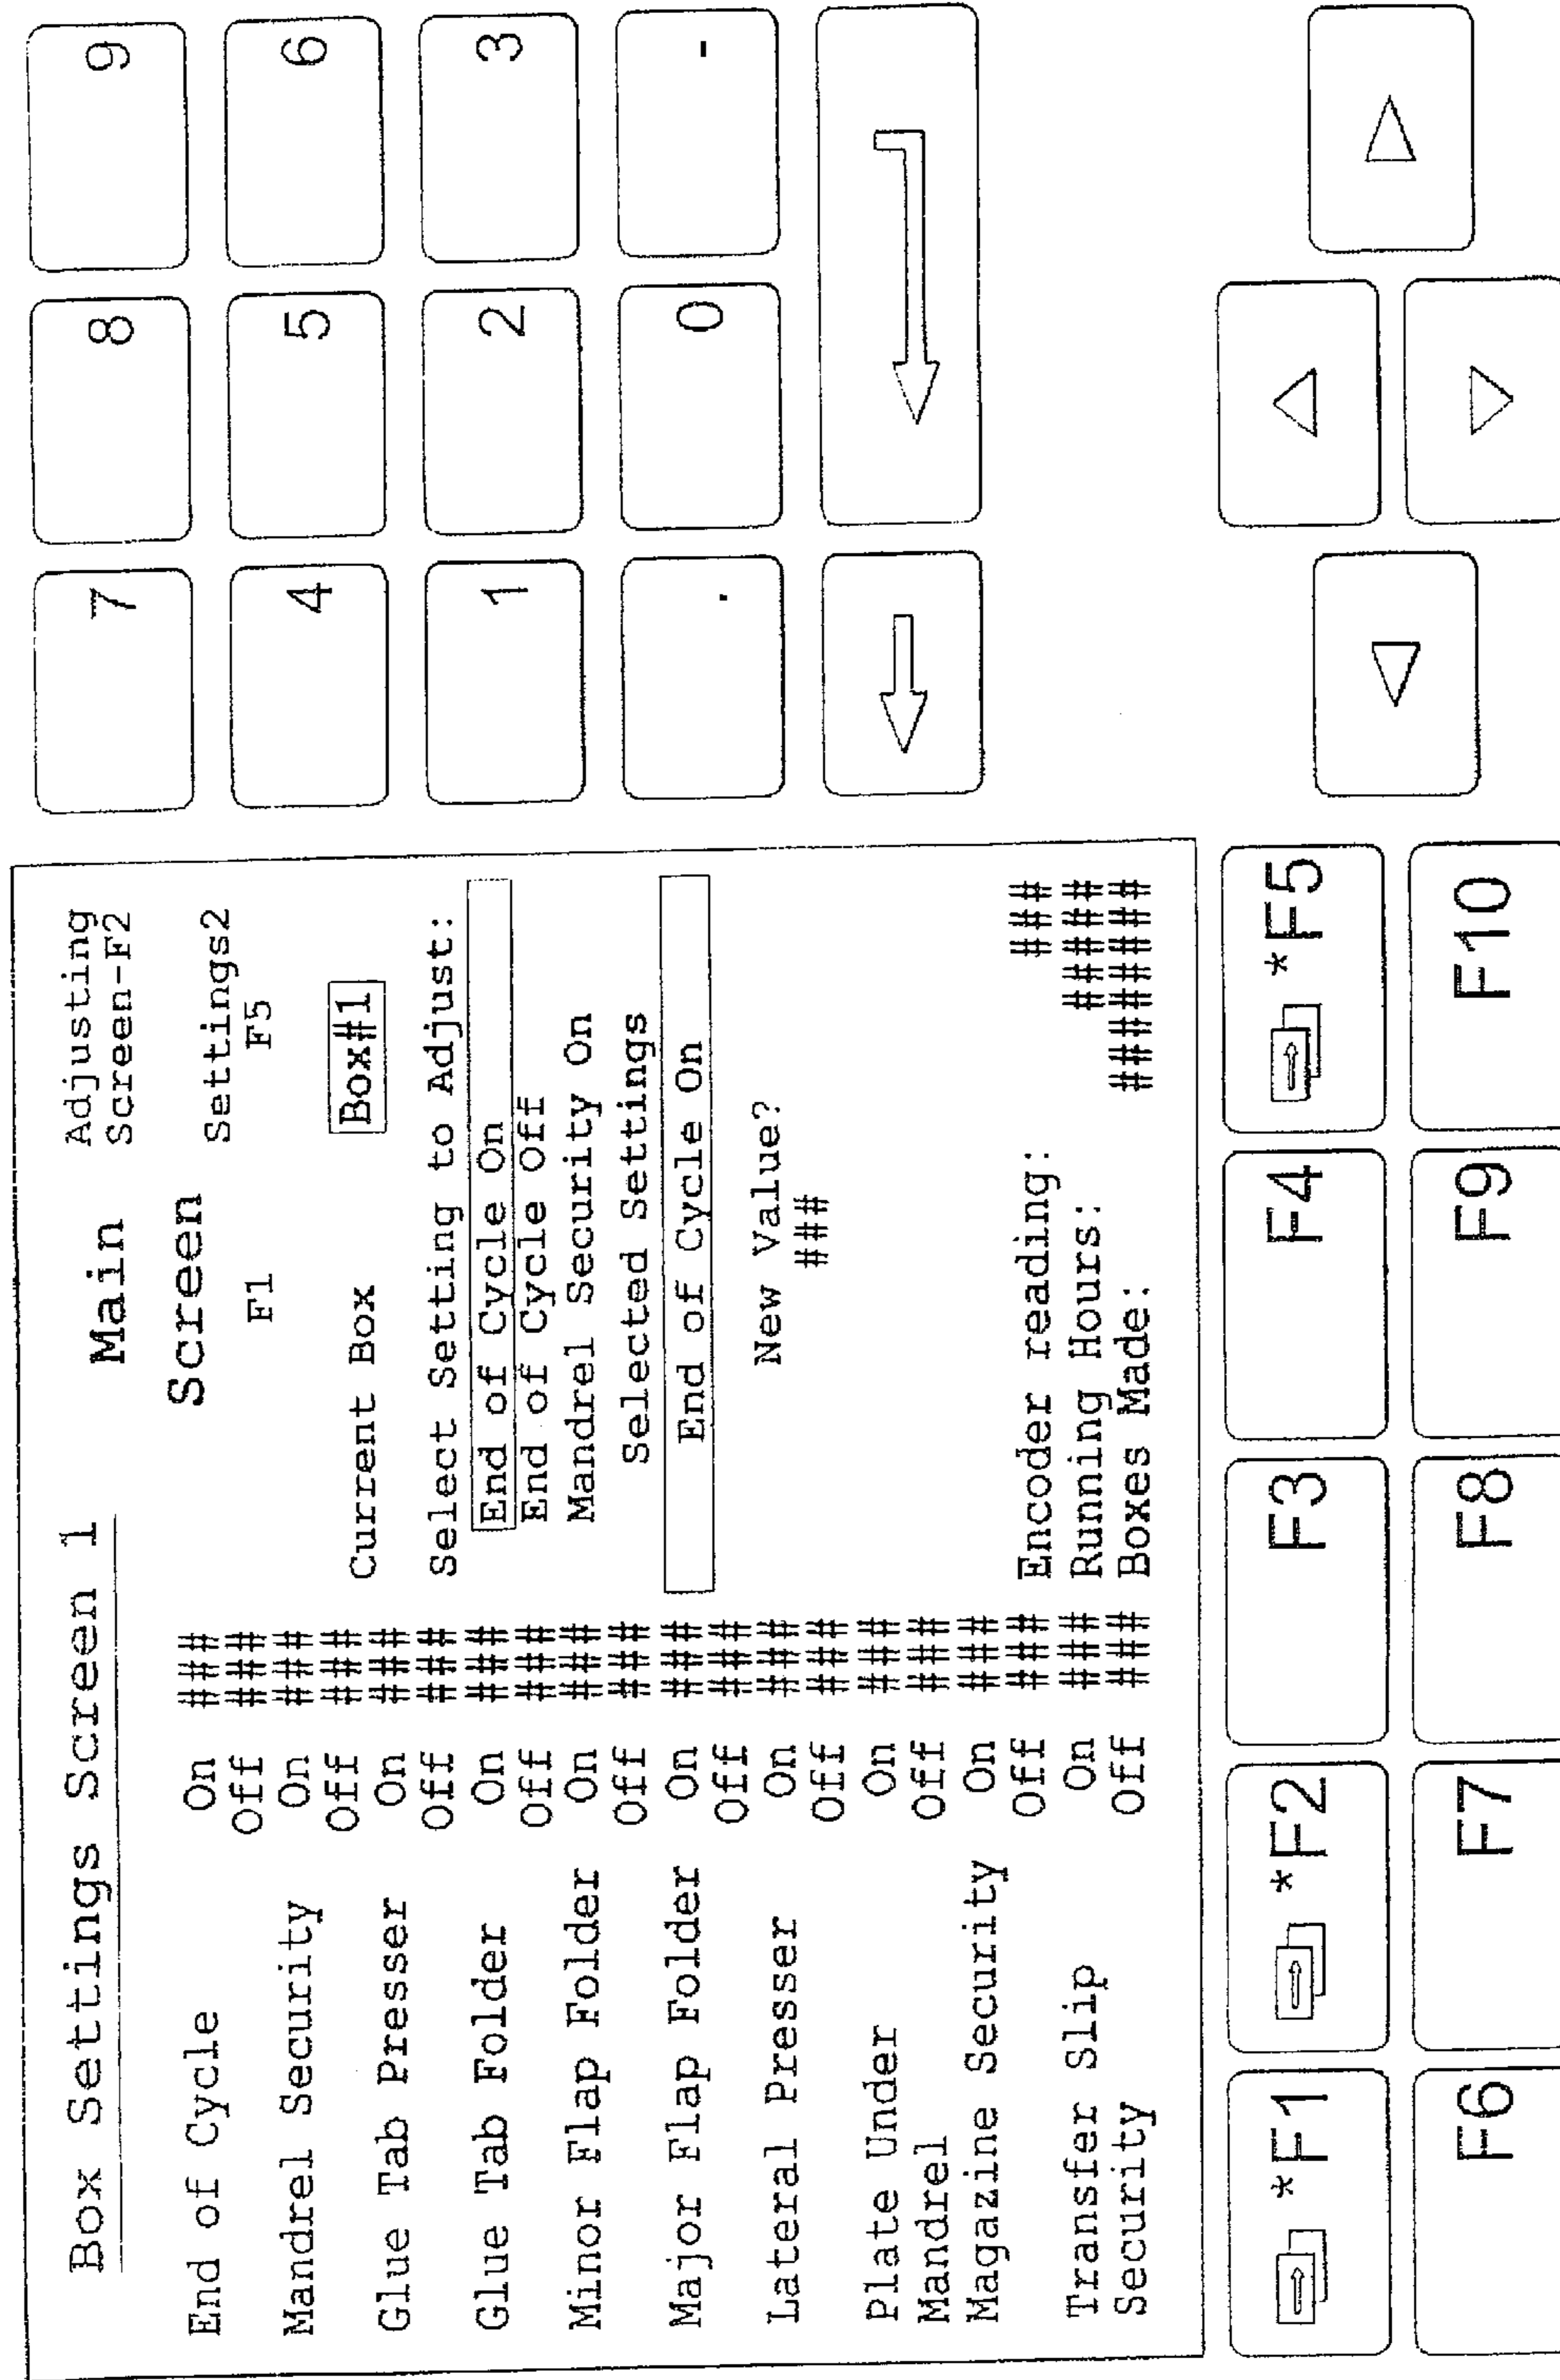 Box Settings Screen 1
Main Screen
F1
Adjusting
Screen-F2
Settings2
F5
End of Cycle On ###
Off ###
Mandrel Security On ###
Off ###
Glue Tab Presser On ###
Off ###
Glue Tab Folder On ###
Off ###
Minor Flap Folder On ###
Off ###
Major Flap Folder On ###
Off ###
Lateral Presser On ###
Off ###
Plate Under On ###
Mandrel Off ###
Magazine Security On ###
Off ###
Transfer Slip On ###
Security Off ###
Current Box Box#1
Select Setting to Adjust:
End of Cycle On
End of Cycle Off
Mandrel Security On
Selected Settings
End of Cycle On
New Value?
###
Encoder reading: ###
Running Hours: #####
Boxes Made: ########
7 8 9
4 5 6
1 2 3
. 0 -
*F1 *F2 F3 F4 *F5
F6 F7 F8 F9 F10